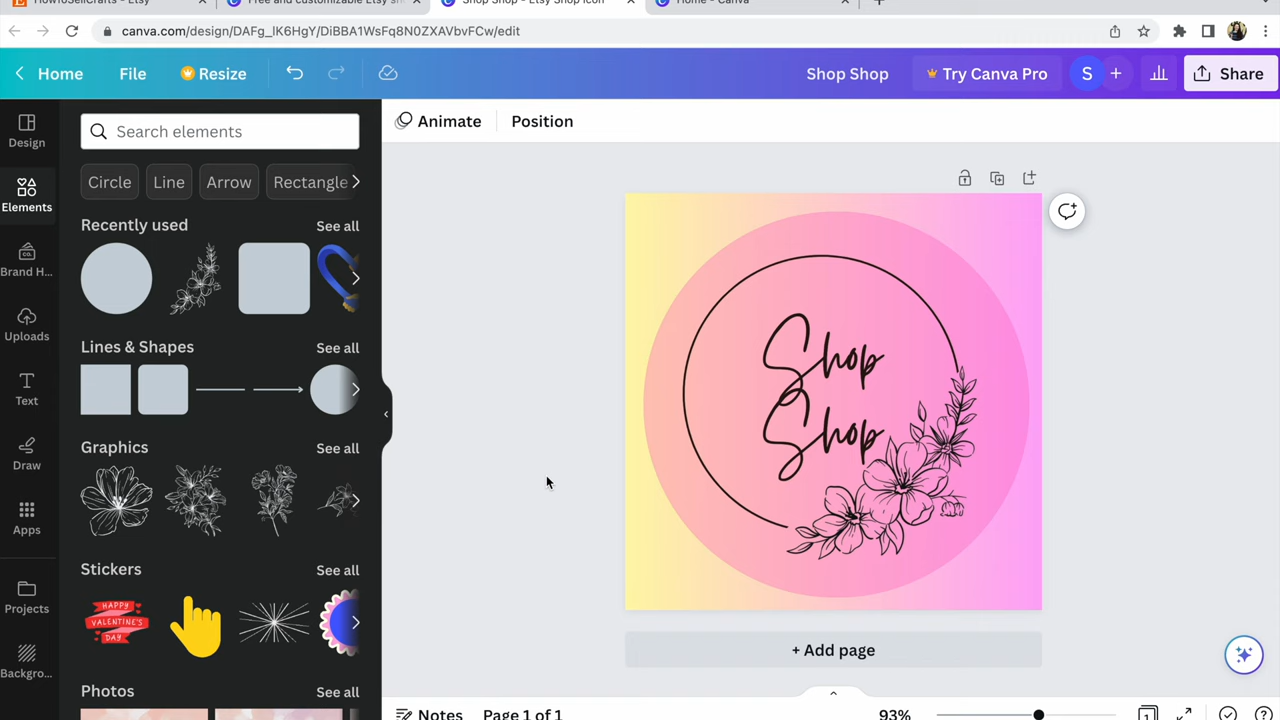 HowToSellCrafts - Etsy
Free and customizable Etsy sh
Shop Shop - Etsy Shop Icon
Home - Canva
canva.com/design/DAFg_lK6HgY/DiBBA1WsFq8N0ZXAVbvFCw/edit
Home
File
Resize
Shop Shop
Try Canva Pro
S
Share
Design
Elements
Brand H...
Uploads
Text
Draw
Apps
Projects
Backgro...
Search elements
Circle
Line
Arrow
Rectangle
Recently used
See all
Lines & Shapes
See all
Graphics
See all
Stickers
See all
HAPPY
VALENTINE'S
DAY
Photos
See all
Animate
Position
Shop
Shop
+ Add page
Notes
Page 1 of 1
93%
1